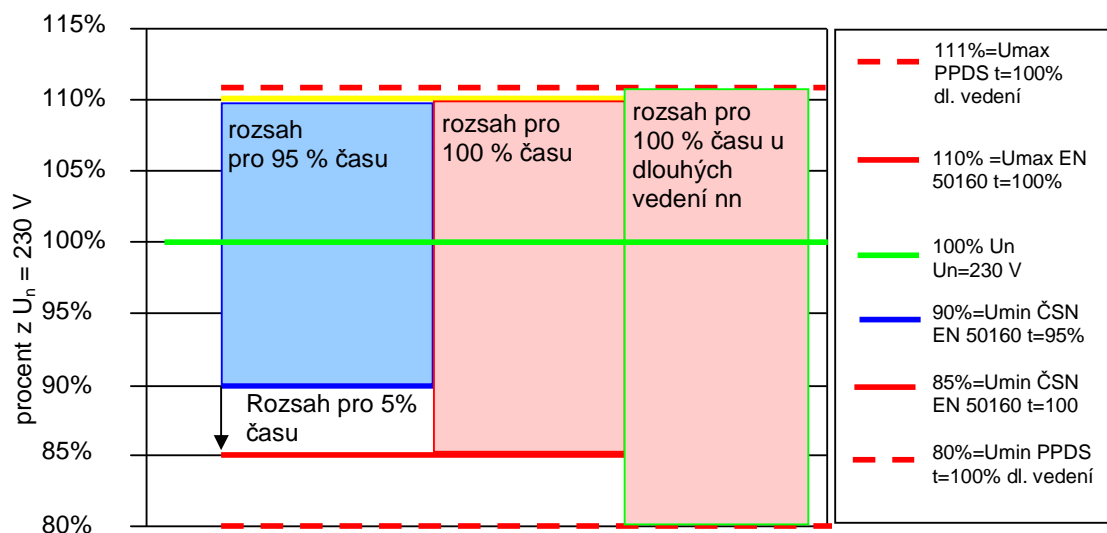 115%
110%
105%
100%
95%
90%
85%
80%
procent z Un = 230 V
rozsah
pro 95 % času
rozsah pro
100 % času
rozsah pro
100 % času u
dlouhých
vedení nn
Rozsah pro 5%
času
111%=Umax
PPDS t=100%
dl. vedení
110% =Umax EN
50160 t=100%
100% Un
Un=230 V
90%=Umin ČSN
EN 50160 t=95%
85%=Umin ČSN
EN 50160 t=100
80%=Umin PPDS
t=100% dl. vedení